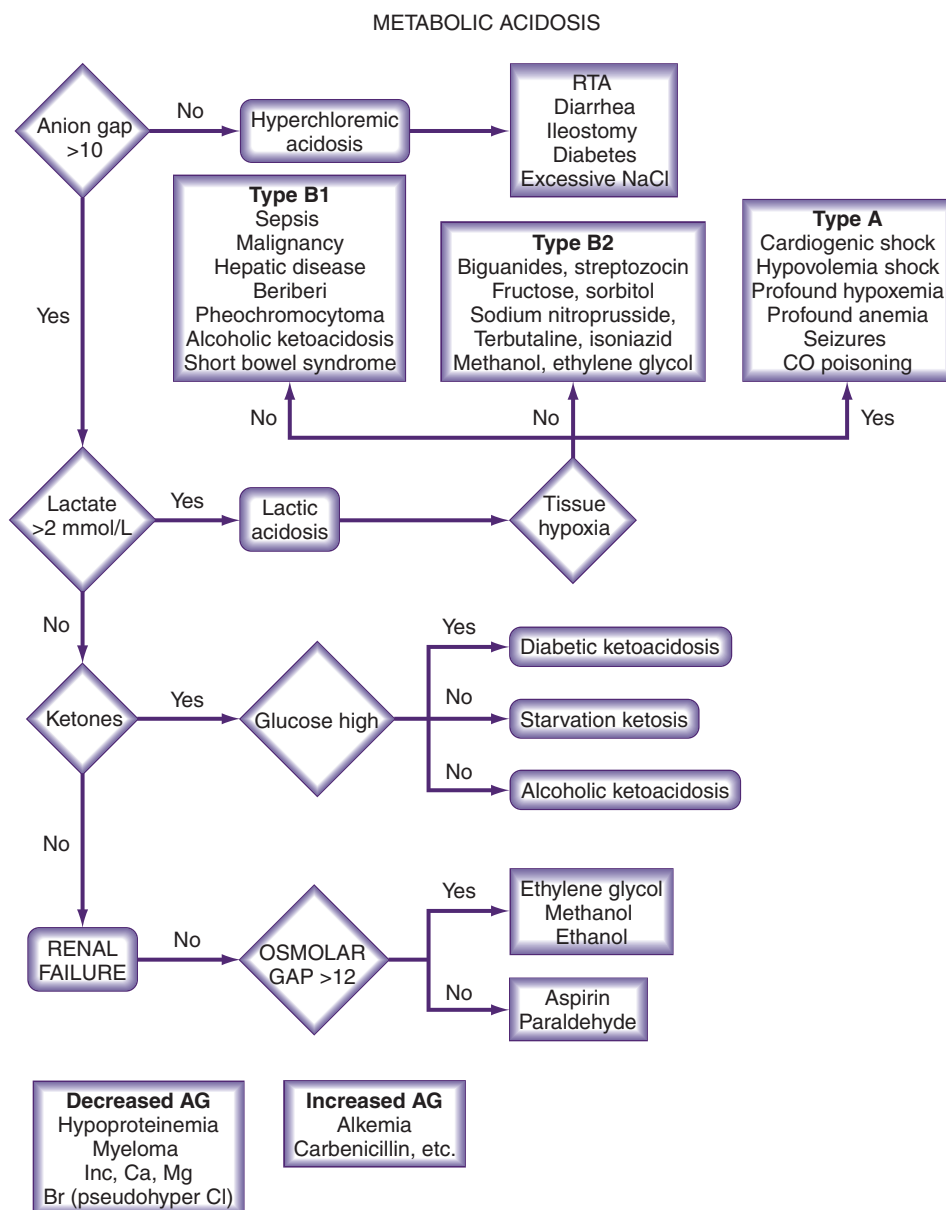 METABOLIC ACIDOSIS
Anion gap
>10
No
Hyperchloremic
acidosis
RTA
Diarrhea
Ileostomy
Diabetes
Excessive NaCl
Yes
Type B1
Sepsis
Malignancy
Hepatic disease
Beriberi
Pheochromocytoma
Alcoholic ketoacidosis
Short bowel syndrome
Type B2
Biguanides, streptozocin
Fructose, sorbitol
Sodium nitroprusside,
Terbutaline, isoniazid
Methanol, ethylene glycol
Type A
Cardiogenic shock
Hypovolemia shock
Profound hypoxemia
Profound anemia
Seizures
CO poisoning
No
No
Yes
Lactate
>2 mmol/L
Yes
Lactic
acidosis
Tissue
hypoxia
No
Ketones
Yes
Glucose high
Yes
Diabetic ketoacidosis
No
Starvation ketosis
No
Alcoholic ketoacidosis
No
RENAL
FAILURE
No
OSMOLAR
GAP >12
Yes
Ethylene glycol
Methanol
Ethanol
No
Aspirin
Paraldehyde
Decreased AG
Hypoproteinemia
Myeloma
Inc, Ca, Mg
Br (pseudohyper Cl)
Increased AG
Alkemia
Carbenicillin, etc.